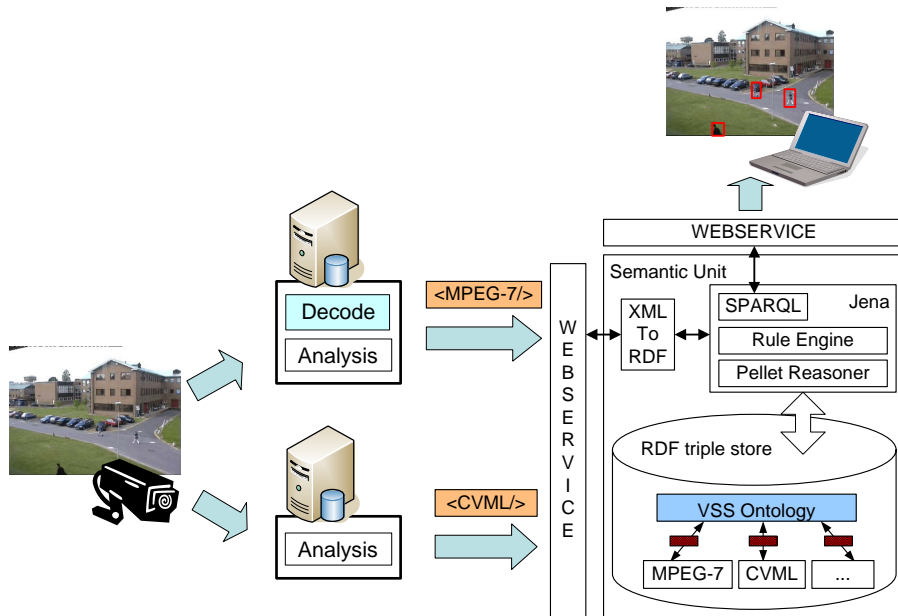 WEBSERVICE
Semantic Unit
<MPEG-7/>
Decode
Analysis
WEBSERVICE
XML
To
RDF
SPARQL
Jena
Rule Engine
Pellet Reasoner
RDF triple store
<CVML/>
Analysis
VSS Ontology
MPEG-7
CVML
...